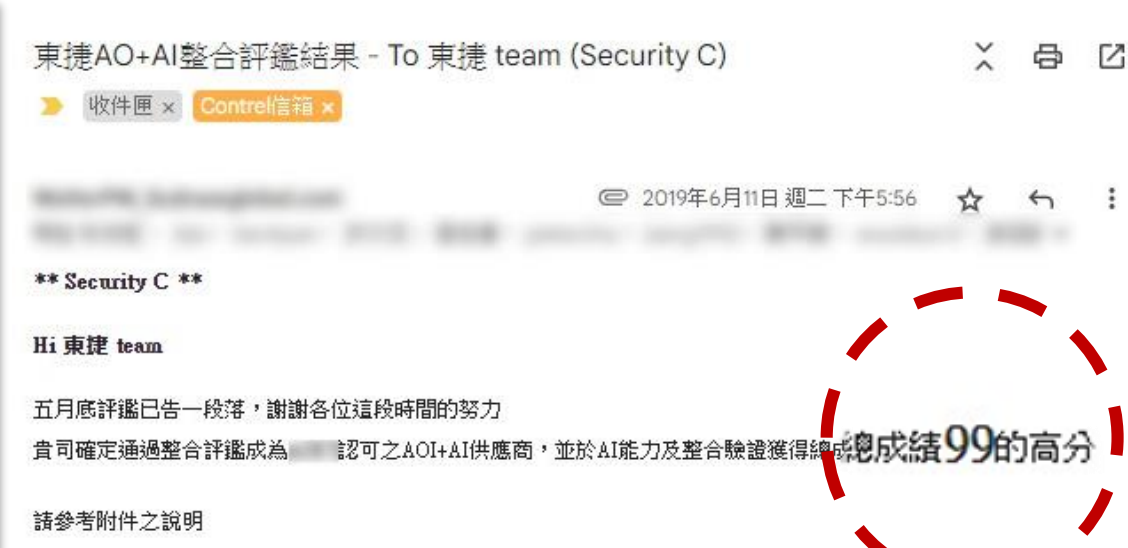 東捷AO+AI整合評鑑結果 - To 東捷 team (Security C)
收件匣 × Contrel信箱 ×
2019年6月11日 週二 下午5:56
** Security C **
Hi 東捷 team
五月底評鑑已告一段落，謝謝各位這段時間的努力
貴司確定通過整合評鑑成為 認可之AOI+AI供應商，並於AI能力及整合驗證獲得總成績99的高分
請參考附件之說明